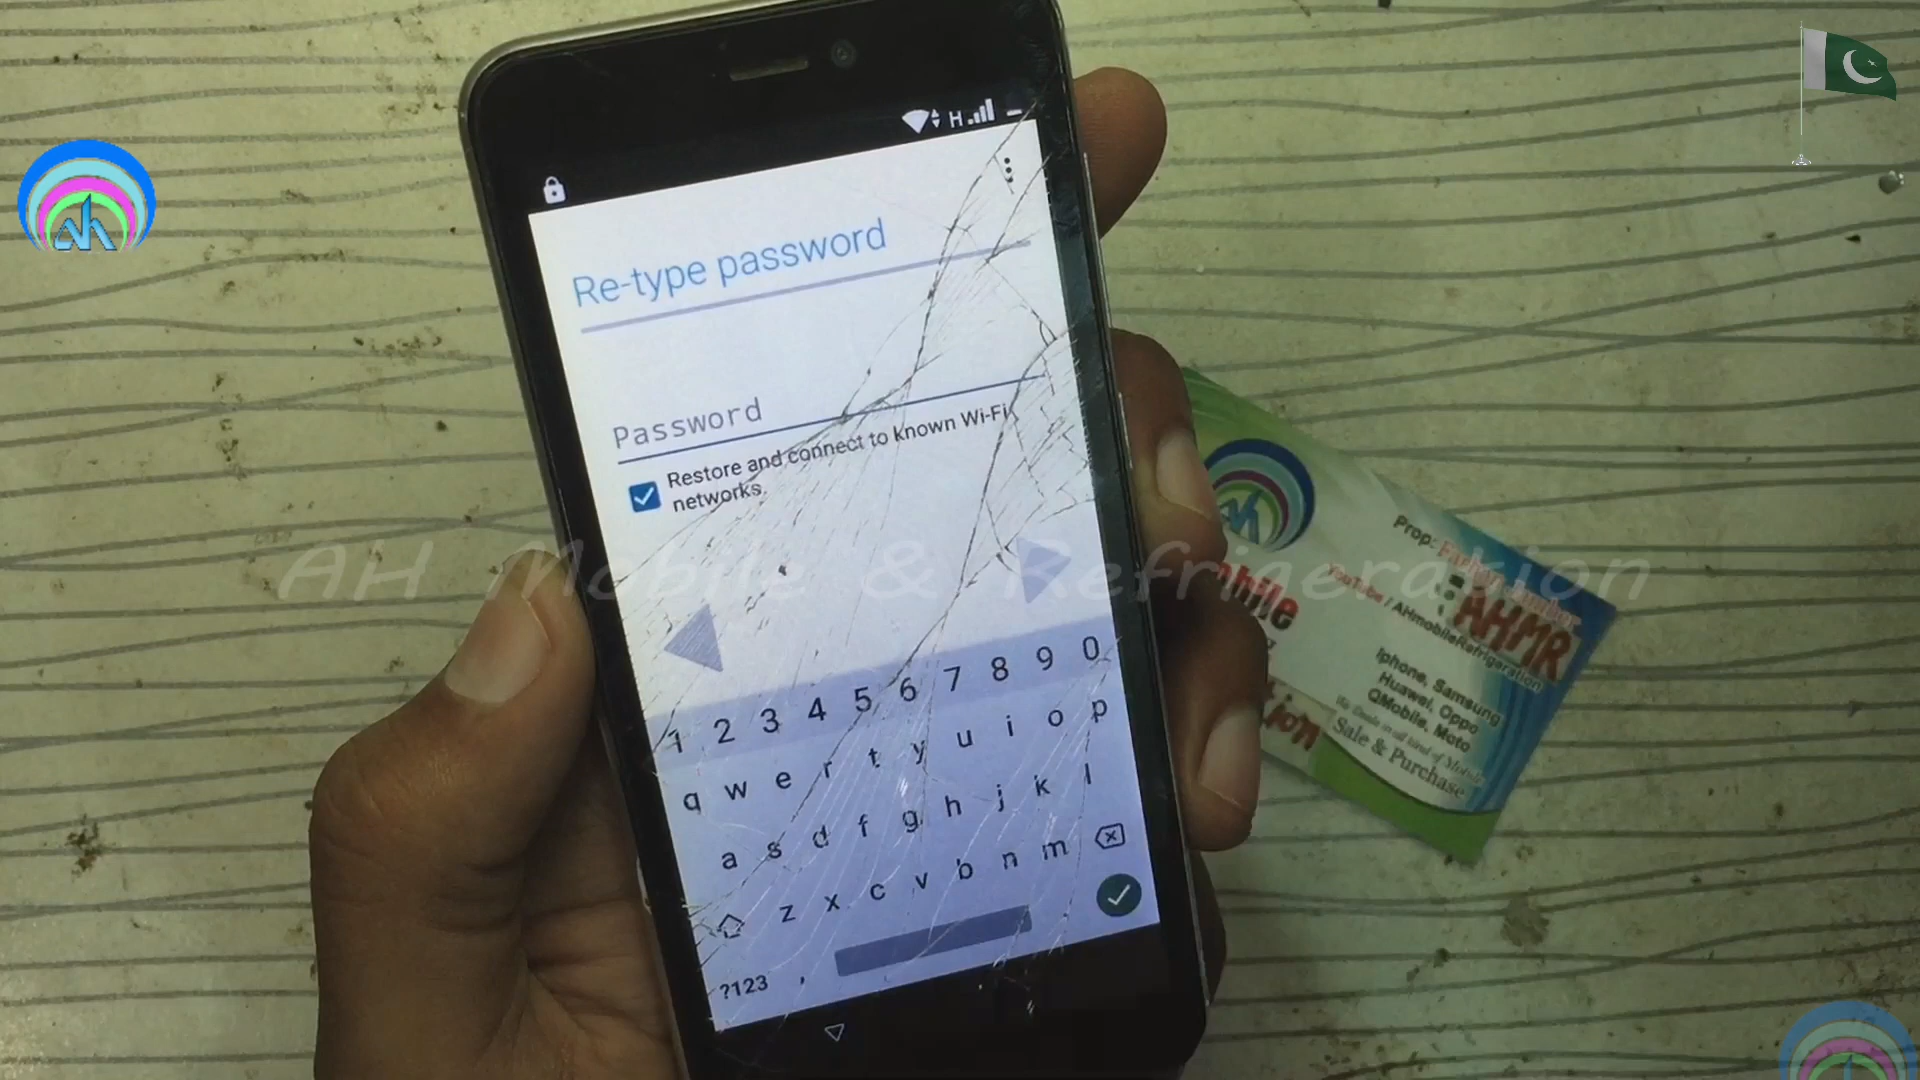 H
Re-type password
Password
Restore and connect to known Wi-Fi
networks.
AH Mobile & Refrigeration
1 2 3 4 5 6 7 8 9 0
q w e r t y u i o p
a s d f g h j k l
z x c v b n m
?123 ,
Prop:
YouTube / AHmobileRefrigeration
AHMR
Iphone, Samsung
Huawei, Oppo
QMobile, Moto
Sale & Purchase